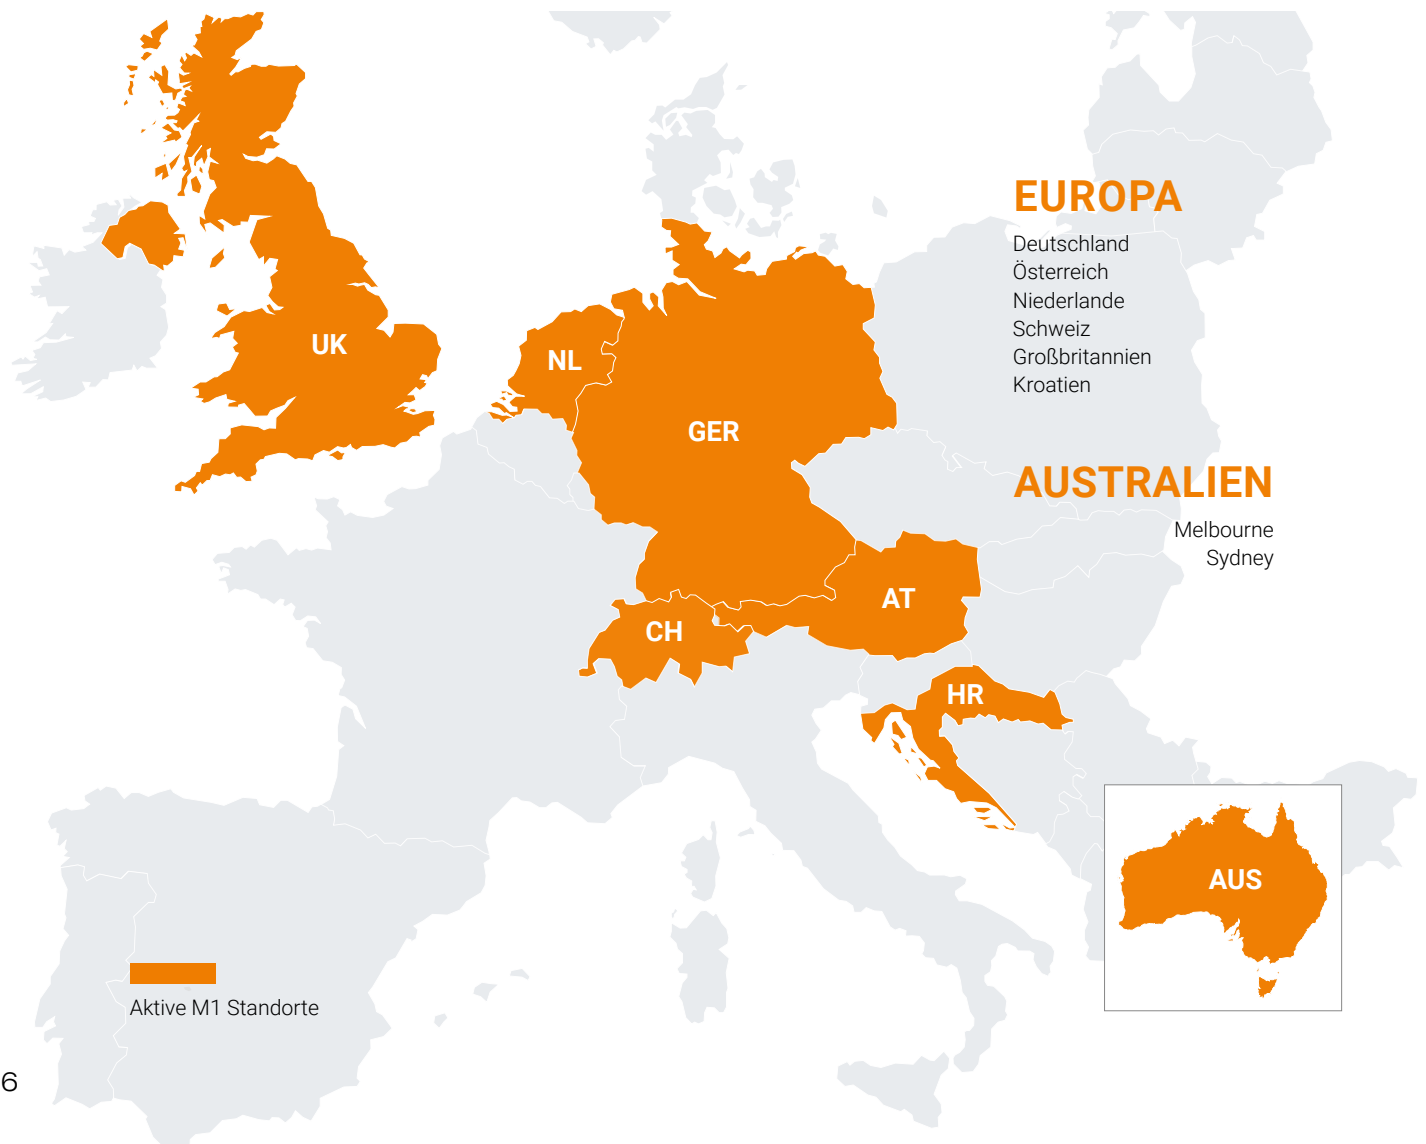 EUROPA
Deutschland
Österreich
Niederlande
Schweiz
Großbritannien
Kroatien
AUSTRALIEN
Melbourne
Sydney
UK
NL
GER
AT
CH
HR
AUS
Aktive M1 Standorte
6